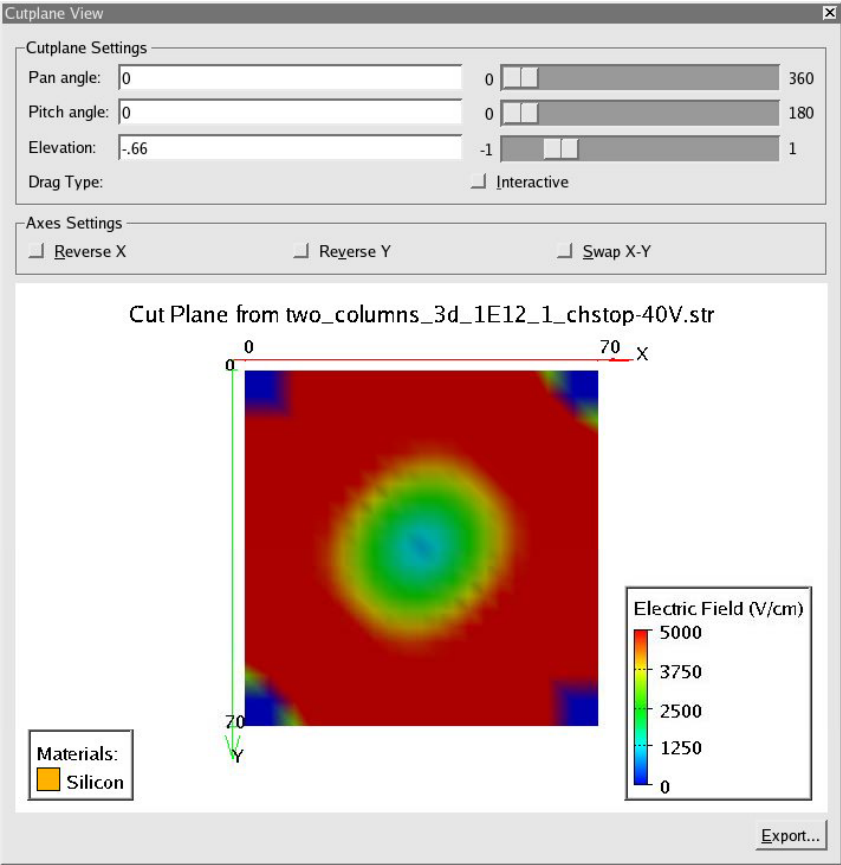 Cutplane View
Cutplane Settings
Pan angle: 0 0 360
Pitch angle: 0 0 180
Elevation: -.66 -1 1
Drag Type: Interactive
Axes Settings
Reverse X Reverse Y Swap X-Y
Cut Plane from two_columns_3d_1E12_1_chstop-40V.str
0 70 X
0
70
Y
Materials:
Silicon
Electric Field (V/cm)
5000
3750
2500
1250
0
Export...